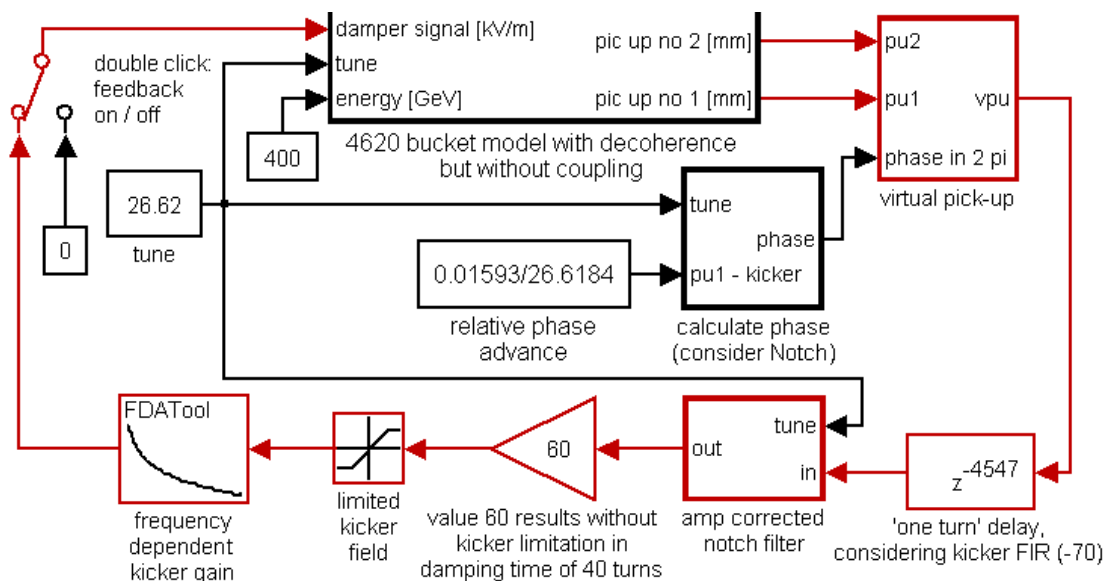 damper signal [kV/m]
tune
energy [GeV]
pic up no 2 [mm]
pic up no 1 [mm]
4620 bucket model with decoherence
but without coupling
double click:
feedback
on / off
400
26.62
tune
0
pu2
pu1
vpu
phase in 2 pi
virtual pick-up
tune
phase
pu1 - kicker
calculate phase
(consider Notch)
0.01593/26.6184
relative phase
advance
FDATool
frequency
dependent
kicker gain
limited
kicker
field
60
value 60 results without
kicker limitation in
damping time of 40 turns
tune
out
in
amp corrected
notch filter
z-4547
'one turn' delay,
considering kicker FIR (-70)